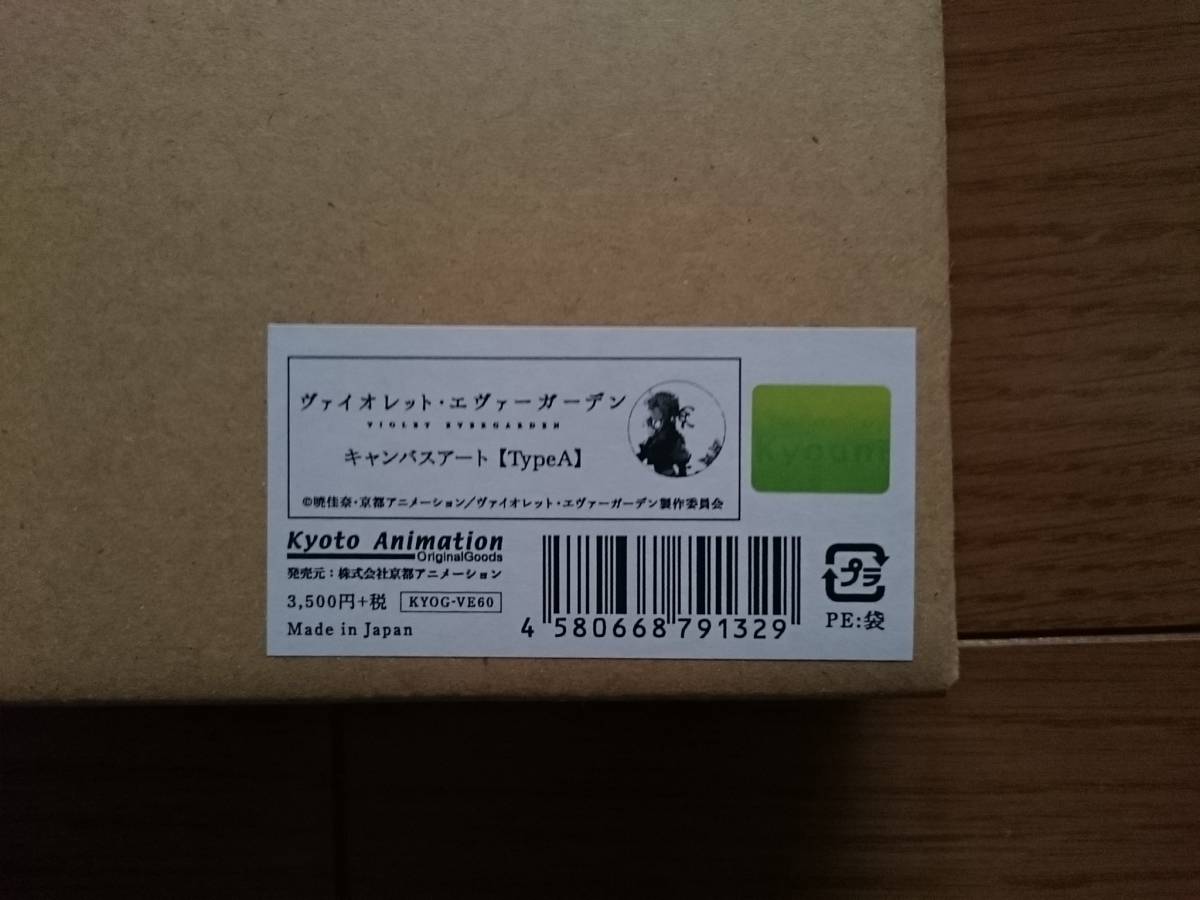 ヴァイオレット・エヴァーガーデン
VIOLET EVERGARDEN
キャンバスアート【TypeA】
©暁佳奈・京都アニメーション/ヴァイオレット・エヴァーガーデン製作委員会
Kyoto Animation
OriginalGoods
発売元：株式会社京都アニメーション
3,500円+税 KYOG-VE60
Made in Japan
4 580668 791329
プラ
PE:袋